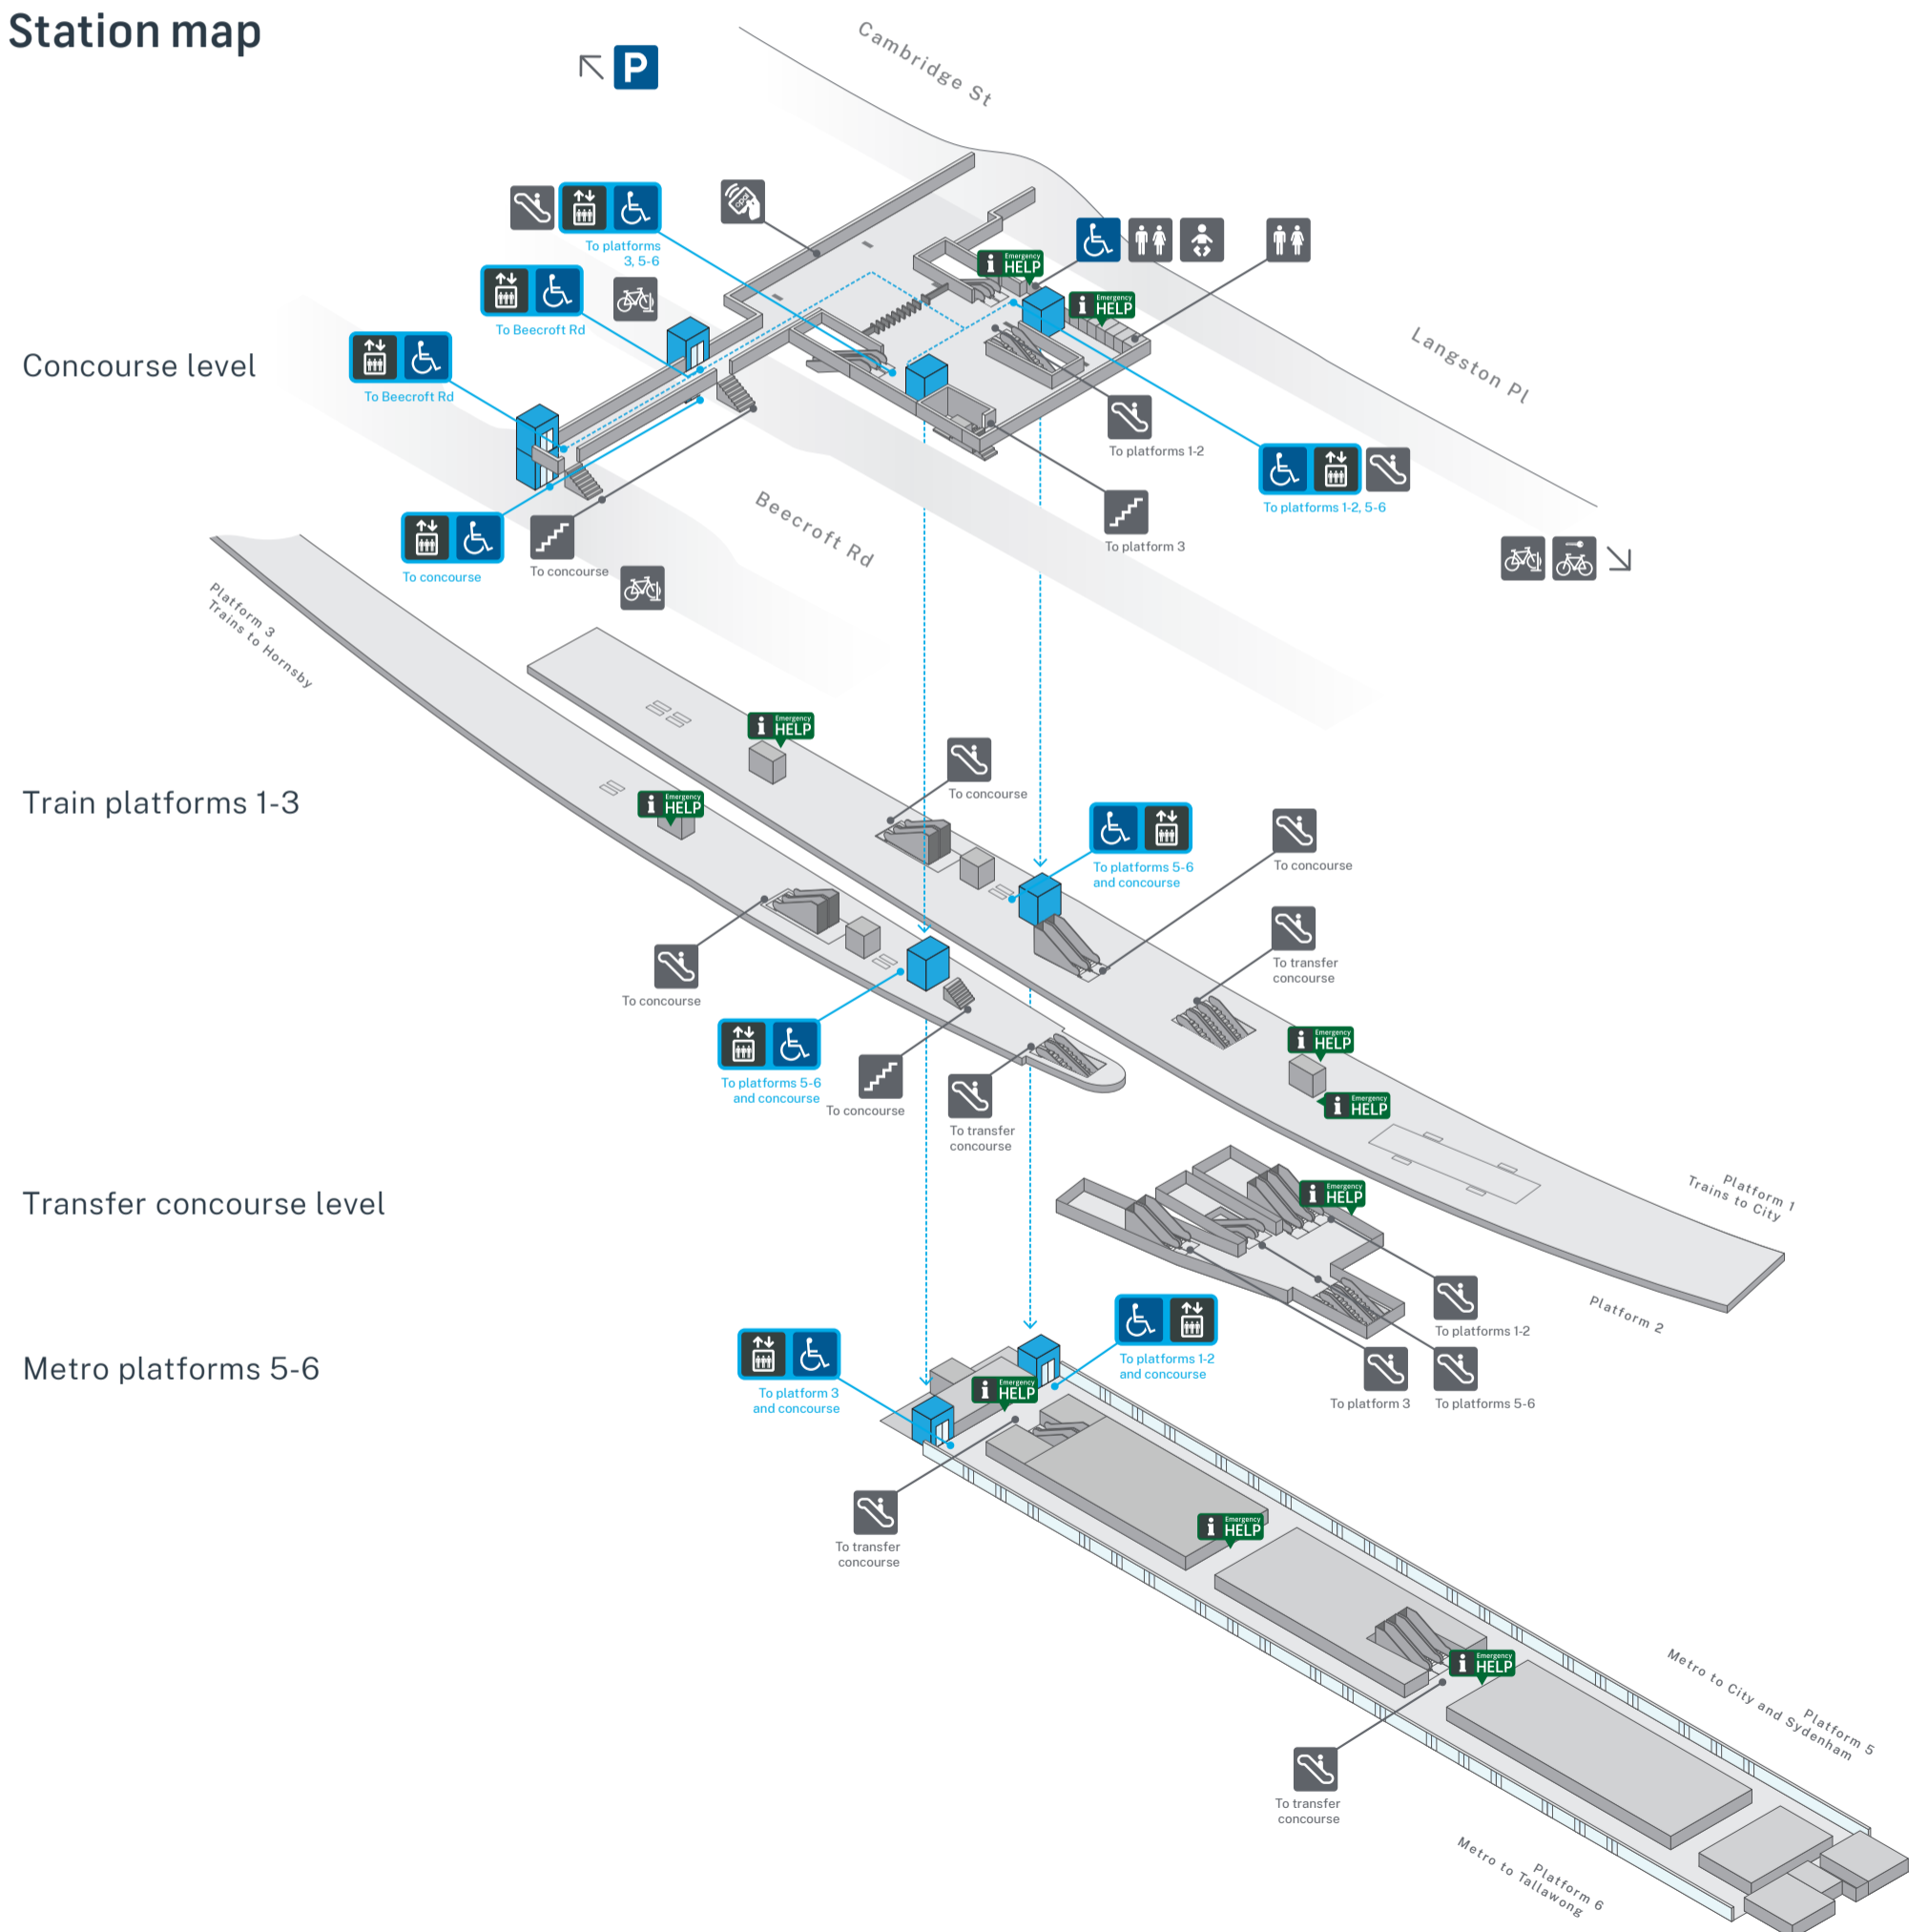 Station map
P
Cambridge St
opal
To platforms
3, 5-6
Emergency
HELP
Emergency
HELP
To Beecroft Rd
Langston Pl
Concourse level
To Beecroft Rd
To platforms 1-2
To platforms 1-2, 5-6
Beecroft Rd
To platform 3
To concourse
To concourse
Platform 3
Trains to Hornsby
Emergency
HELP
To concourse
Train platforms 1-3
Emergency
HELP
To platforms 5-6
and concourse
To concourse
To transfer
concourse
To concourse
Emergency
HELP
To platforms 5-6
and concourse
To concourse
Emergency
HELP
To transfer
concourse
Platform 1
Trains to City
Transfer concourse level
Emergency
HELP
Platform 2
To platforms 1-2
Metro platforms 5-6
To platforms 1-2
and concourse
To platform 3
and concourse
Emergency
HELP
To platform 3
To platforms 5-6
To transfer
concourse
Emergency
HELP
Emergency
HELP
Platform 5
Metro to City and Sydenham
To transfer
concourse
Platform 6
Metro to Tallawong